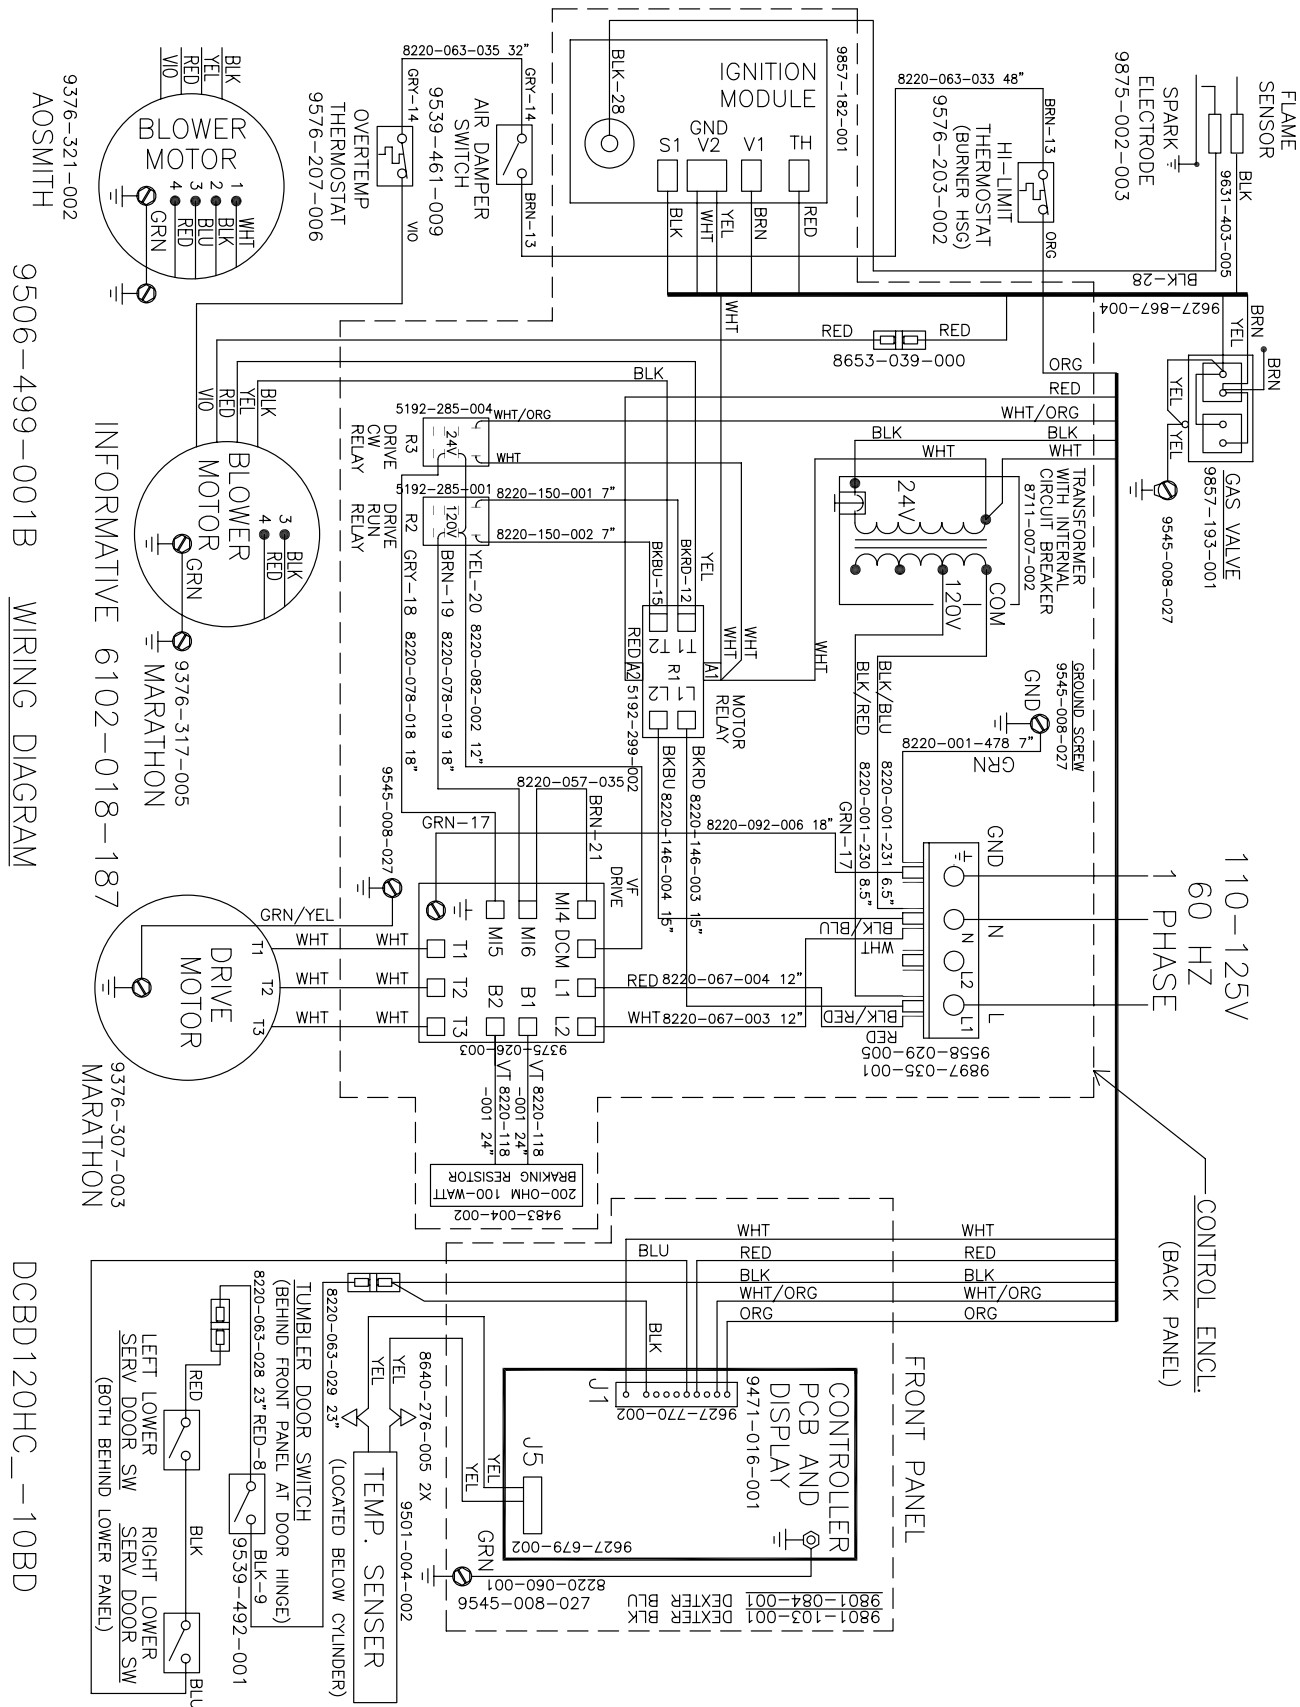 FLAME
SENSOR
BLK
9631-403-005
SPARK
ELECTRODE
9875-002-003
BLK-28
9627-867
-004
BRN
YEL
BRN
YEL
YEL
GAS VALVE
9857-193-001
9545-008-027
HI-LIMIT
THERMOSTAT
(BURNER HSG)
9576-203-002
BRN-13
ORG
8220-063-033 48"
9857-182-001
IGNITION
MODULE
BLK-28
GND
S1
V2
V1
TH
BLK
WHT
YEL
BRN
RED
8220-063-035 32"
GRY-14
GRY-14
AIR DAMPER
SWITCH
9539-461-009
BRN-13
OVERTEMP
THERMOSTAT
9576-207-006
VIO
BLK
YEL
RED
VIO
BLOWER
MOTOR
1
2
3
4
WHT
BLK
BLU
RED
GRN
9376-321-002
AOSMITH
WHT
RED
RED
8653-039-000
ORG
RED
BLK
WHT/ORG
WHT/ORG
5192-285-004
24V
R3
DRIVE
CW
RELAY
WHT
BLK
BLK
WHT
WHT
24V
TRANSFORMER
WITH INTERNAL
CIRCUIT BREAKER
8711-007-002
COM
120V
5192-285-001
120V
R2
DRIVE
RUN
RELAY
8220-150-001 7"
8220-150-002 7"
YEL
BKRD-12
BKBU-15
YEL-20 8220-082-002 12"
BRN-19 8220-078-019 18"
GRY-18 8220-078-018 18"
BLK
YEL
RED
VIO
BLOWER
MOTOR
3
4
BLK
RED
GRN
9376-317-005
MARATHON
WHT
WHT
WHT
T1
T2
R1
L1
L2
A1
A2
RED
5192-299-002
MOTOR
RELAY
BKRD 8220-146-003 15"
BKBU 8220-146-004 15"
BLK/BLU 8220-001-231 6.5"
BLK/RED 8220-001-230 8.5"
GROUND SCREW
9545-008-027
GND
8220-001-478 7"
GRN
GRN-17
GRN-17
8220-092-006 18"
8220-057-035
BRN-21
110-125V
60 HZ
1 PHASE
GND
N
L
N
L2
L1
9897-035-001
9558-029-005
BLK/BLU
WHT
BLK/RED
RED
VF
DRIVE
MI4
DCM
L1
L2
MI6
B1
MI5
B2
T1
T2
T3
RED 8220-067-004 12"
WHT 8220-067-003 12"
9375-026-003
9545-008-027
GRN/YEL
WHT
WHT
WHT
WHT
WHT
WHT
T1
T2
T3
DRIVE
MOTOR
9376-307-003
MARATHON
VT 8220-118
-001 24"
VT 8220-118
-001 24"
200-OHM 100-WATT
BRAKING RESISTOR
9483-004-002
CONTROL ENCL.
(BACK PANEL)
WHT
WHT
BLU
RED
RED
BLK
BLK
WHT/ORG
WHT/ORG
ORG
ORG
BLK
FRONT PANEL
CONTROLLER
PCB AND
DISPLAY
9471-016-001
9627-770-002
J1
J5
9627-679-002
GRN
8220-060-001
9545-008-027
9801-084-001 DEXTER BLU
9801-103-001 DEXTER BLK
YEL
YEL
YEL
YEL
8640-276-005 2X
TEMP. SENSER
9501-004-002
(LOCATED BELOW CYLINDER)
8220-063-029 23"
TUMBLER DOOR SWITCH
(BEHIND FRONT PANEL AT DOOR HINGE)
8220-063-028 23" RED-8
BLK-9
9539-492-001
RED
BLK
BLU
LEFT LOWER
SERV DOOR SW
RIGHT LOWER
SERV DOOR SW
(BOTH BEHIND LOWER PANEL)
9506-499-001B WIRING DIAGRAM
INFORMATIVE 6102-018-187
DCBD120HC_-10BD